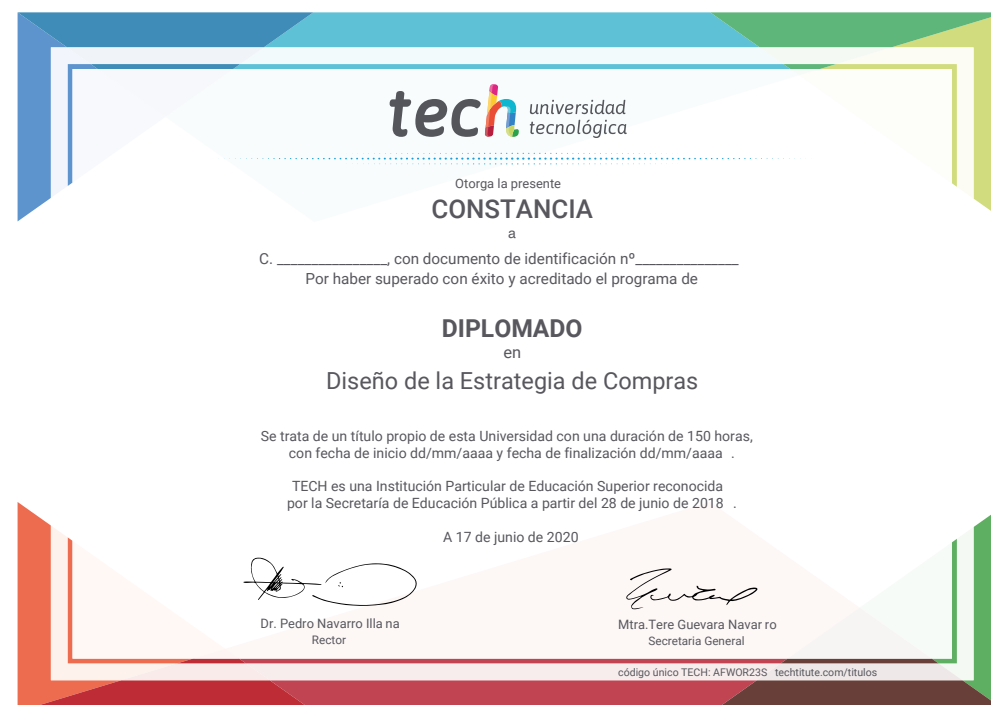 tech universidad
tecnológica
Otorga la presente
CONSTANCIA
a
C. ________________, con documento de identificación nº_______________
Por haber superado con éxito y acreditado el programa de
DIPLOMADO
en
Diseño de la Estrategia de Compras
Se trata de un título propio de esta Universidad con una duración de 150 horas,
con fecha de inicio dd/mm/aaaa y fecha de finalización dd/mm/aaaa .
TECH es una Institución Particular de Educación Superior reconocida
por la Secretaría de Educación Pública a partir del 28 de junio de 2018 .
A 17 de junio de 2020
Dr. Pedro Navarro Illa na
Rector
Mtra.Tere Guevara Navar ro
Secretaria General
código único TECH: AFWOR23S techtitute.com/titulos